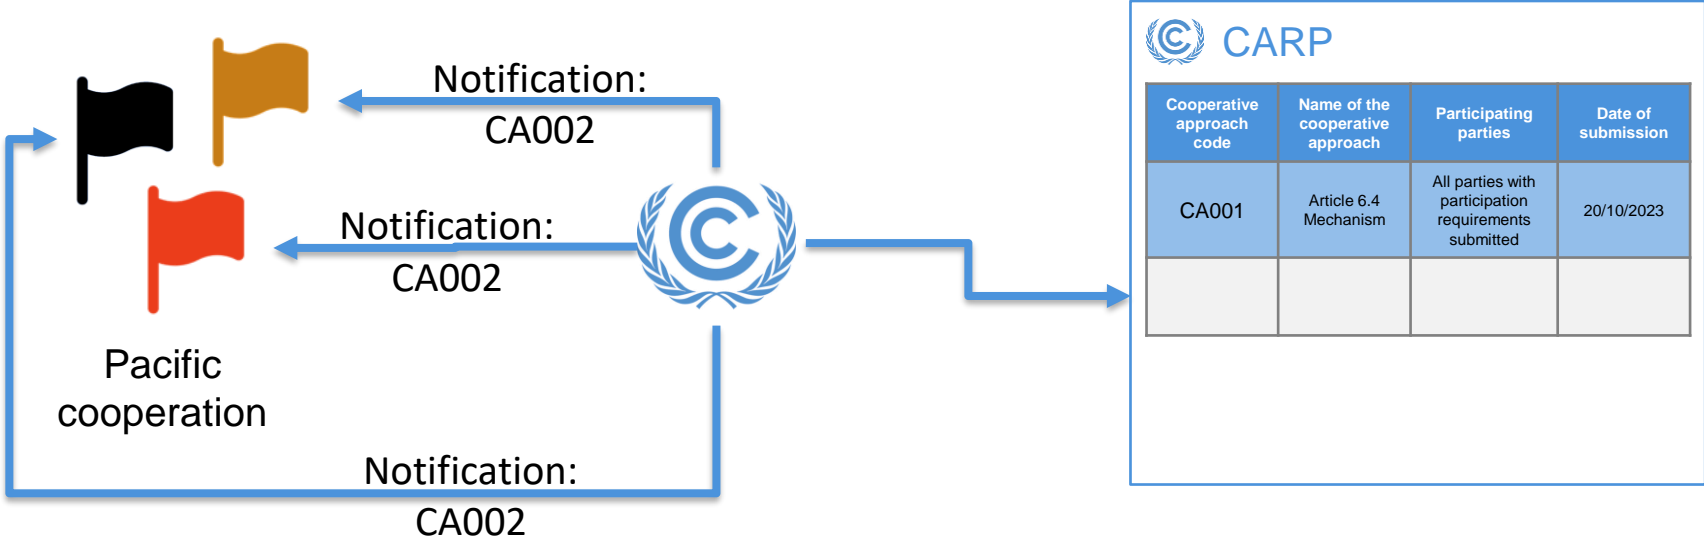 Notification:
CA002
Notification:
CA002
Pacific
cooperation
Notification:
CA002
CARP
Cooperative
approach
code
Name of the
cooperative
approach
Participating
parties
Date of
submission
CA001
Article 6.4
Mechanism
All parties with
participation
requirements
submitted
20/10/2023